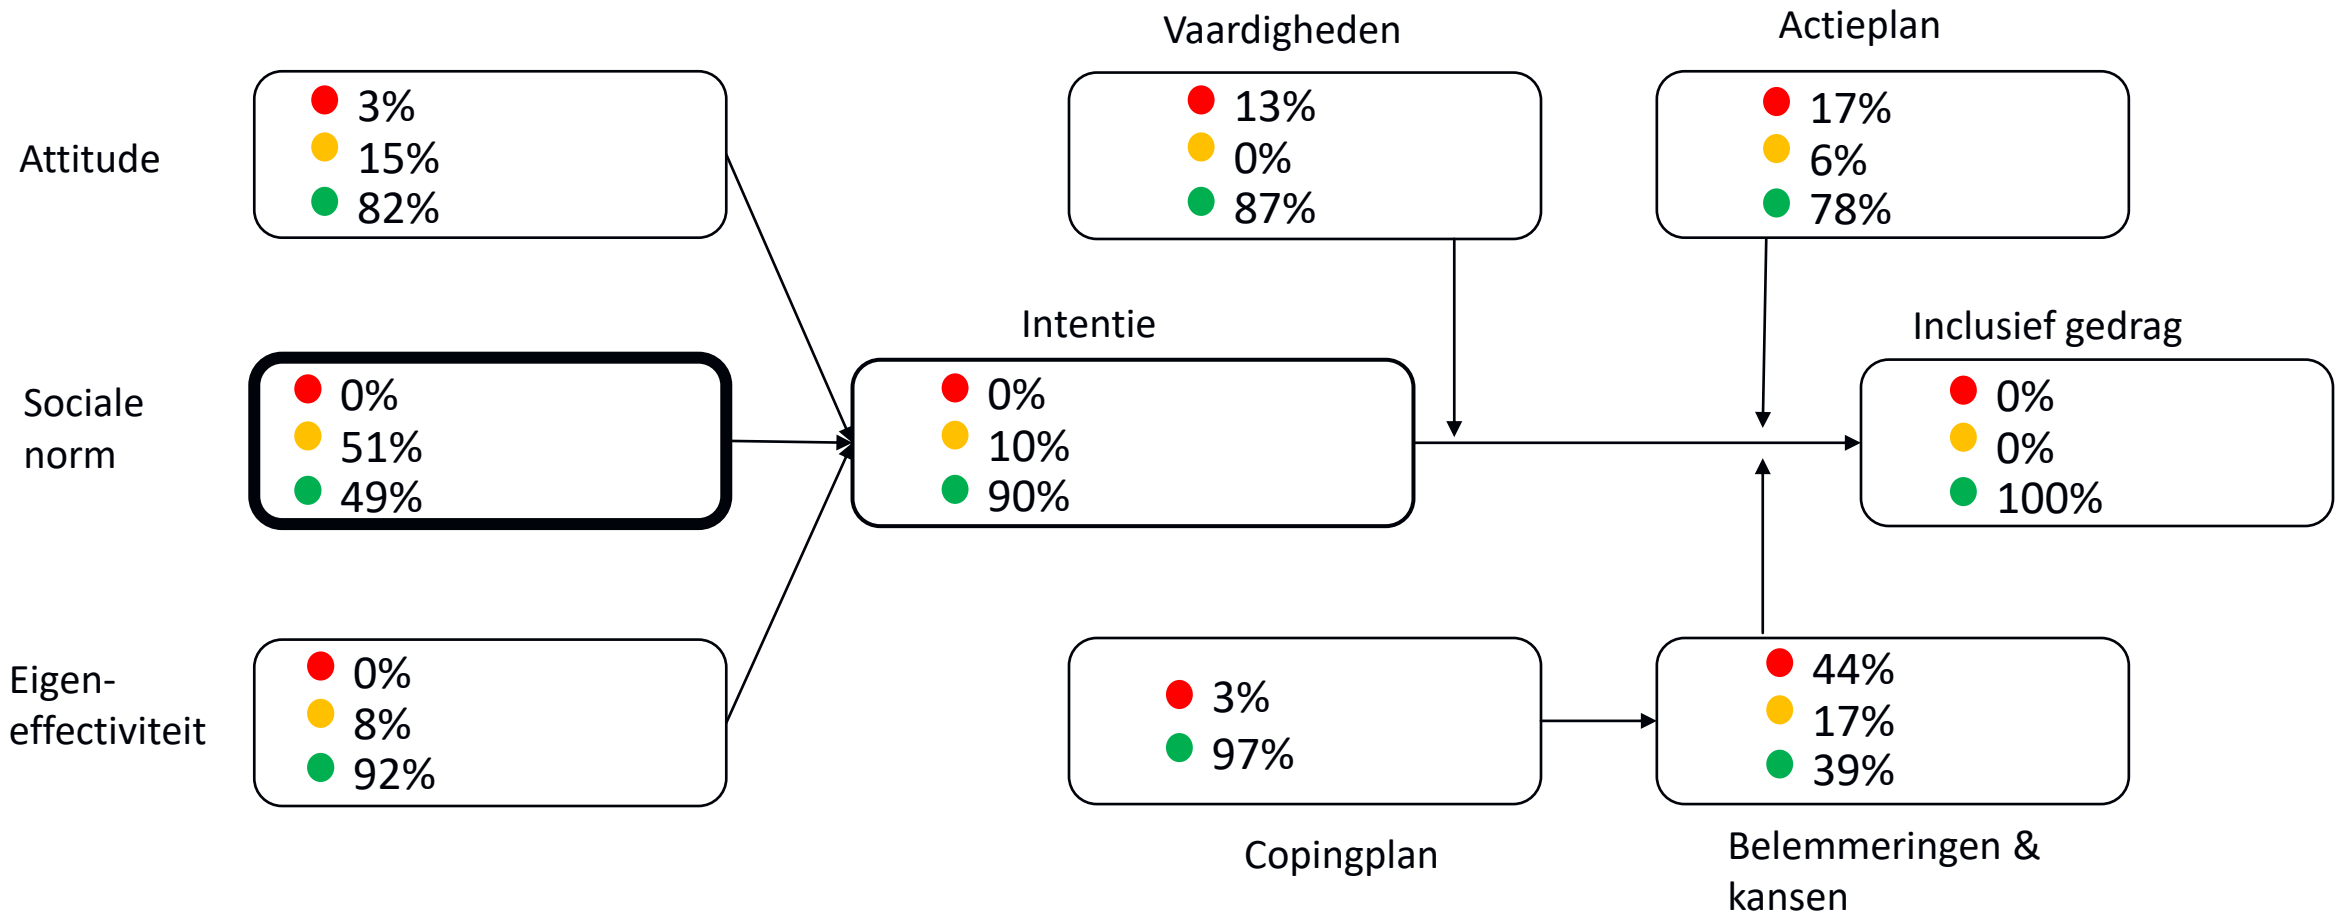 Vaardigheden
Actieplan
Attitude
3%
15%
82%
13%
0%
87%
17%
6%
78%
Sociale
norm
0%
51%
49%
Intentie
0%
10%
90%
Inclusief gedrag
0%
0%
100%
Eigen-
effectiviteit
0%
8%
92%
3%
97%
Copingplan
44%
17%
39%
Belemmeringen &
kansen